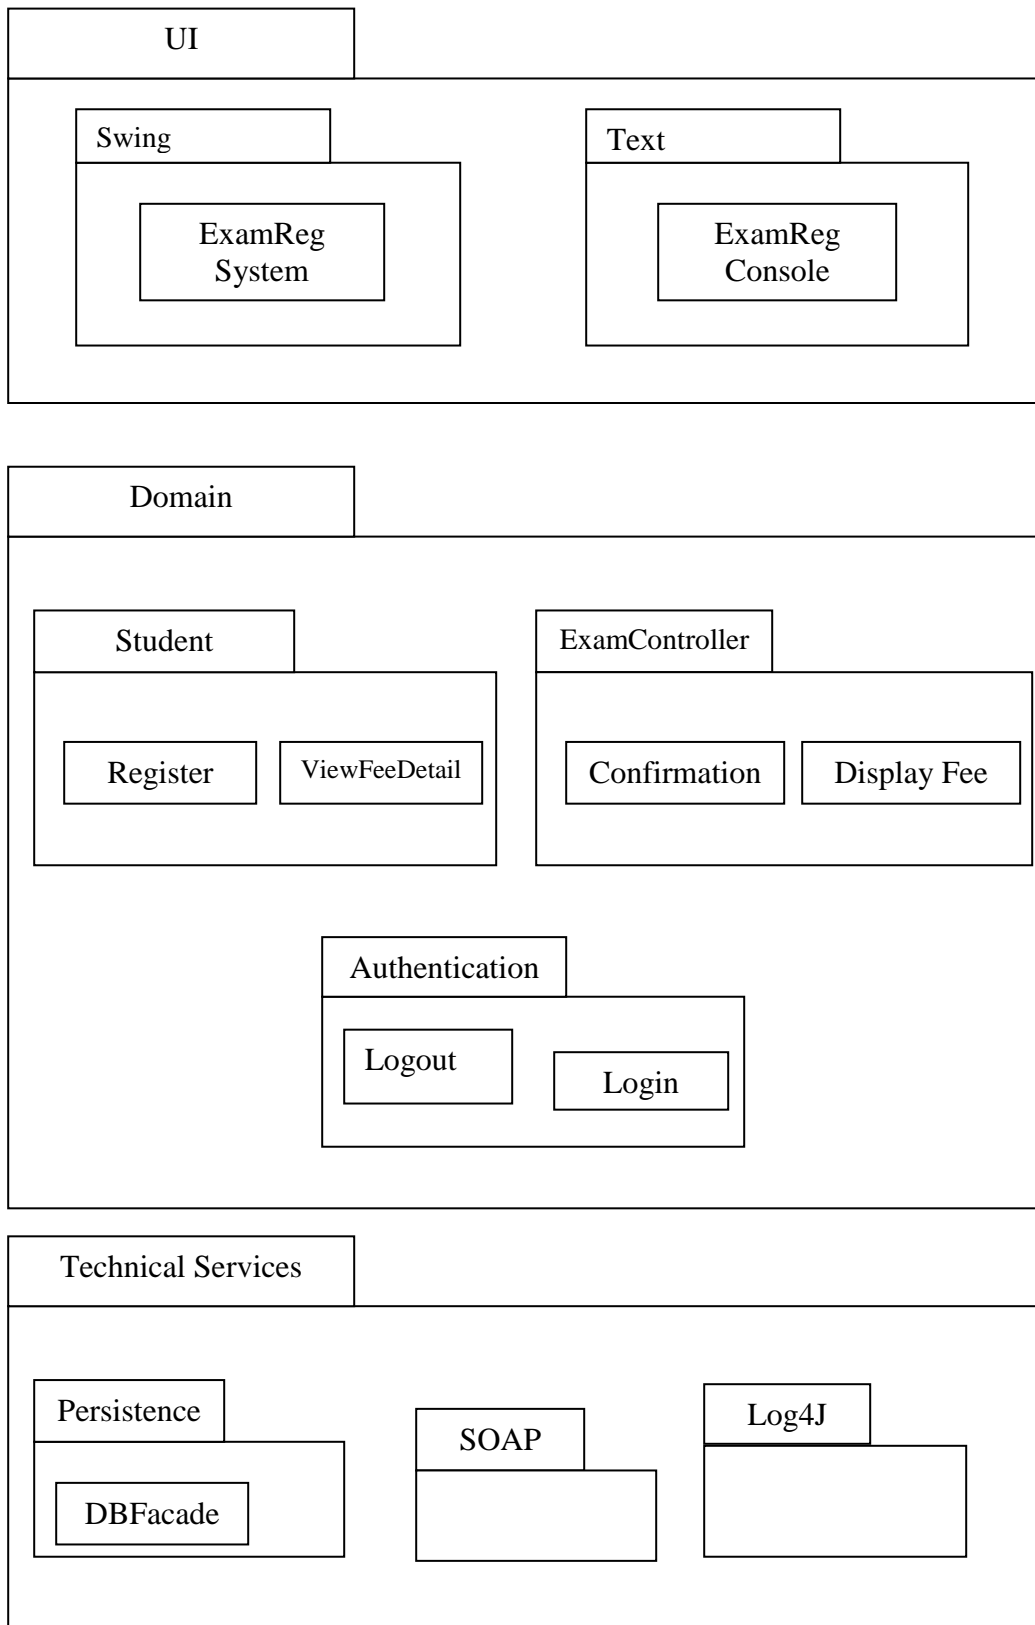 UI
Swing
Text
ExamReg
System
ExamReg
Console
Domain
Student
ExamController
Register
ViewFeeDetail
Confirmation
Display Fee
Authentication
Logout
Login
Technical Services
Persistence
SOAP
Log4J
DBFacade